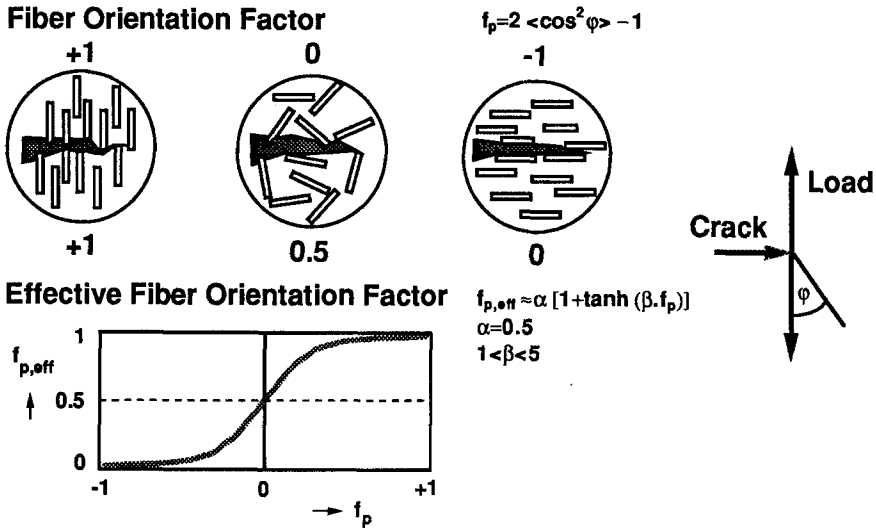 Fiber Orientation Factor
f_p=2 <cos²φ> −1
+1 0 -1
+1 0.5 0
Load
Crack
φ
Effective Fiber Orientation Factor
f_p,eff ≈ α [1+tanh (β.f_p)]
α=0.5
1<β<5
1
f_p,eff
0.5
0
-1 0 +1
f_p